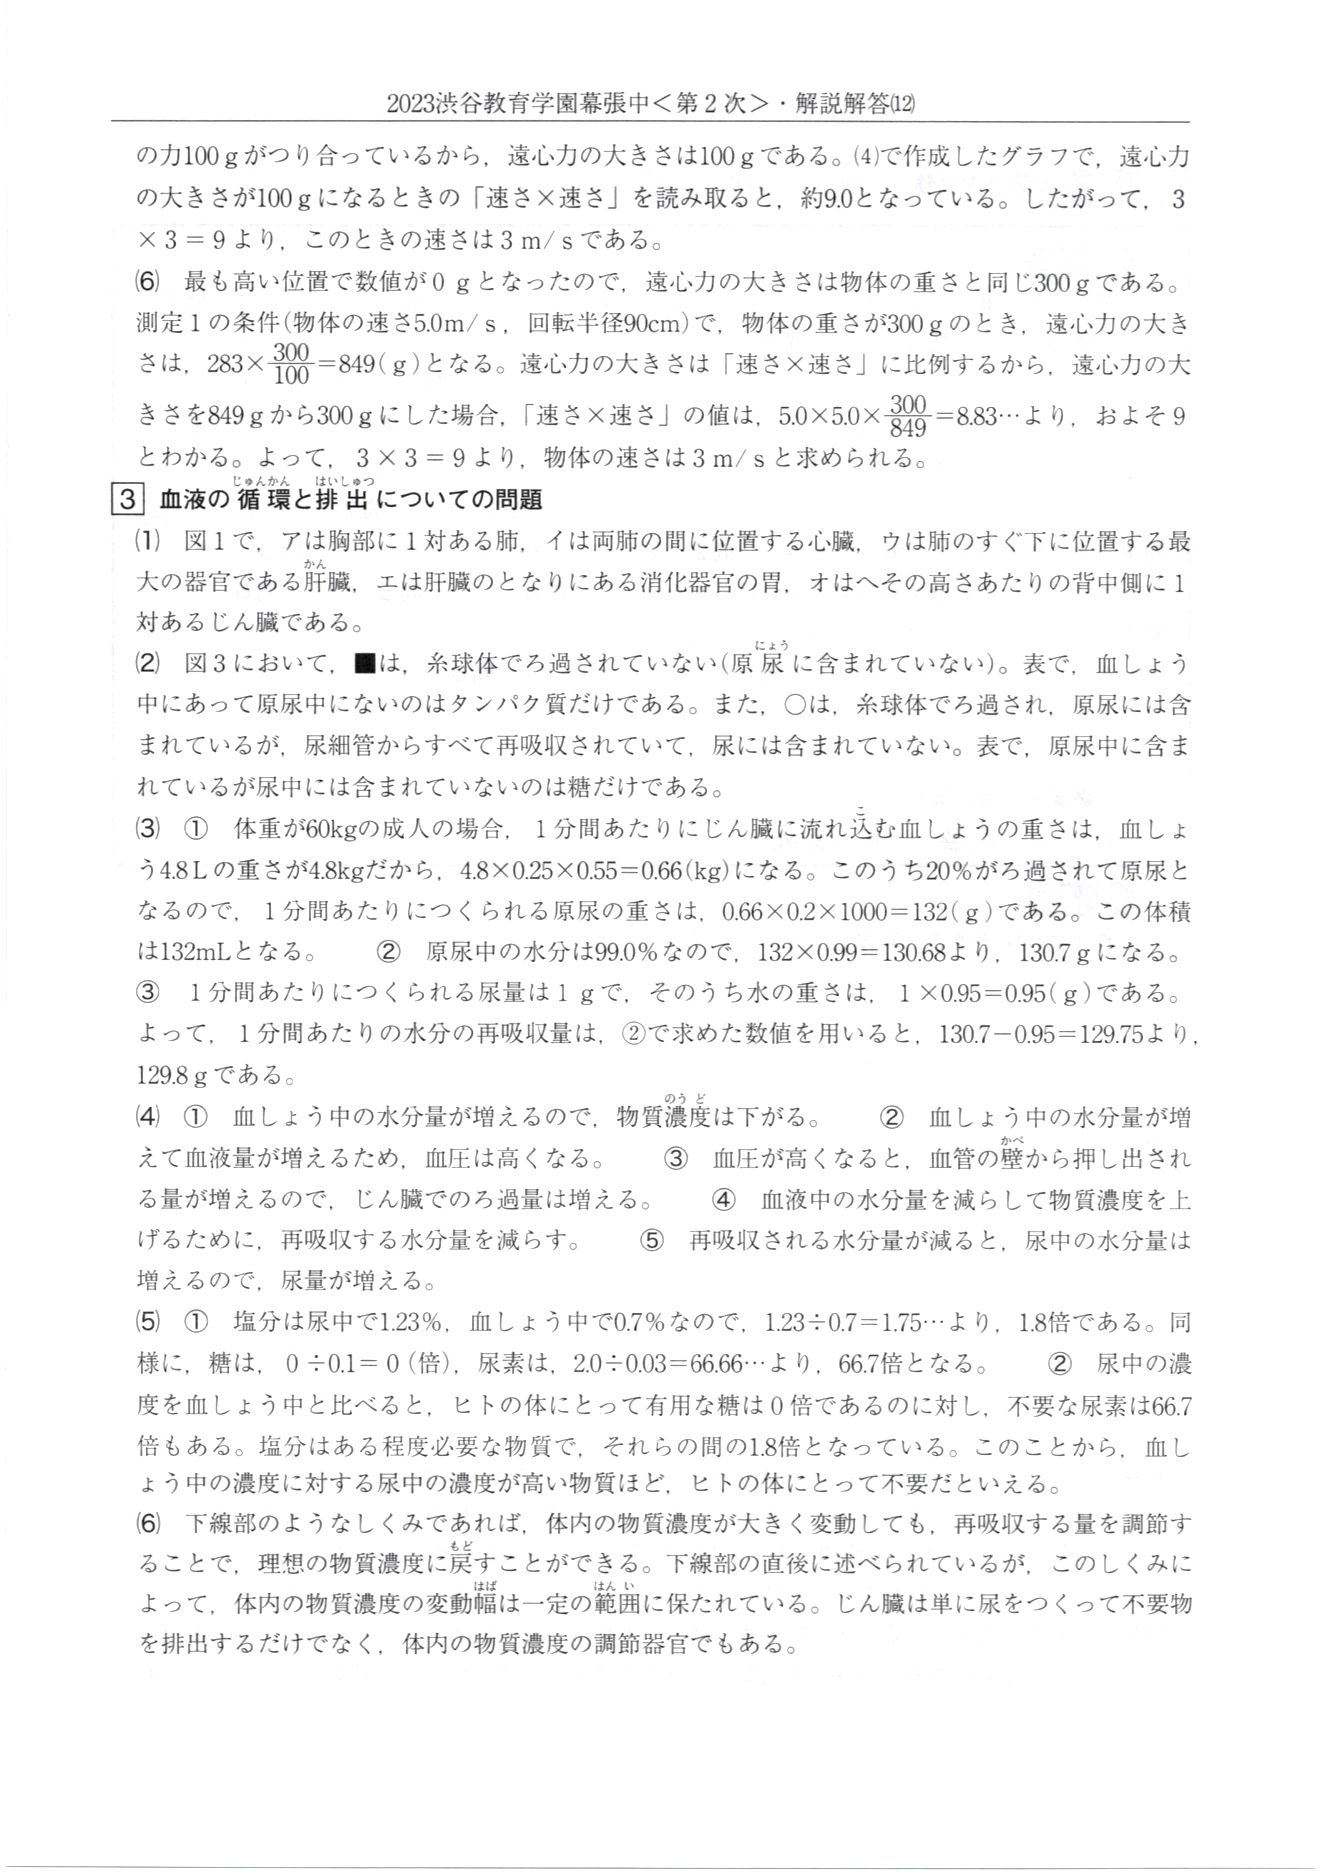 2023渋谷教育学園幕張中＜第２次＞・解説解答⑿
の力100ｇがつり合っているから，遠心力の大きさは100ｇである。⑷で作成したグラフで，遠心力
の大きさが100ｇになるときの「速さ×速さ」を読み取ると，約9.0となっている。したがって，３
×３＝９より，このときの速さは３ｍ/ｓである。
⑹　最も高い位置で数値が０ｇとなったので，遠心力の大きさは物体の重さと同じ300ｇである。
測定１の条件(物体の速さ5.0ｍ/ｓ，回転半径90cm)で，物体の重さが300ｇのとき，遠心力の大き
さは，283×300/100＝849(ｇ)となる。遠心力の大きさは「速さ×速さ」に比例するから，遠心力の大
きさを849ｇから300ｇにした場合，「速さ×速さ」の値は，5.0×5.0×300/849＝8.83…より，およそ９
とわかる。よって，３×３＝９より，物体の速さは３ｍ/ｓと求められる。
じゅんかん　はいしゅつ
3　血液の循環と排出についての問題
⑴　図１で，アは胸部に１対ある肺，イは両肺の間に位置する心臓，ウは肺のすぐ下に位置する最
かん
大の器官である肝臓，エは肝臓のとなりにある消化器官の胃，オはへその高さあたりの背中側に１
対あるじん臓である。
にょう
⑵　図３において，■は，糸球体でろ過されていない(原尿に含まれていない)。表で，血しょう
中にあって原尿中にないのはタンパク質だけである。また，○は，糸球体でろ過され，原尿には含
まれているが，尿細管からすべて再吸収されていて，尿には含まれていない。表で，原尿中に含ま
れているが尿中には含まれていないのは糖だけである。
こ
⑶　①　体重が60kgの成人の場合，１分間あたりにじん臓に流れ込む血しょうの重さは，血しょ
う4.8Ｌの重さが4.8kgだから，4.8×0.25×0.55＝0.66(kg)になる。このうち20％がろ過されて原尿と
なるので，１分間あたりにつくられる原尿の重さは，0.66×0.2×1000＝132(ｇ)である。この体積
は132mLとなる。　②　原尿中の水分は99.0％なので，132×0.99＝130.68より，130.7ｇになる。
③　１分間あたりにつくられる尿量は１ｇで，そのうち水の重さは，１×0.95＝0.95(ｇ)である。
よって，１分間あたりの水分の再吸収量は，②で求めた数値を用いると，130.7－0.95＝129.75より，
129.8ｇである。
のうど
⑷　①　血しょう中の水分量が増えるので，物質濃度は下がる。　②　血しょう中の水分量が増
かべ
えて血液量が増えるため，血圧は高くなる。　③　血圧が高くなると，血管の壁から押し出され
る量が増えるので，じん臓でのろ過量は増える。　④　血液中の水分量を減らして物質濃度を上
げるために，再吸収する水分量を減らす。　⑤　再吸収される水分量が減ると，尿中の水分量は
増えるので，尿量が増える。
⑸　①　塩分は尿中で1.23％，血しょう中で0.7％なので，1.23÷0.7＝1.75…より，1.8倍である。同
様に，糖は，０÷0.1＝０(倍)，尿素は，2.0÷0.03＝66.66…より，66.7倍となる。　②　尿中の濃
度を血しょう中と比べると，ヒトの体にとって有用な糖は０倍であるのに対し，不要な尿素は66.7
倍もある。塩分はある程度必要な物質で，それらの間の1.8倍となっている。このことから，血し
ょう中の濃度に対する尿中の濃度が高い物質ほど，ヒトの体にとって不要だといえる。
⑹　下線部のようなしくみであれば，体内の物質濃度が大きく変動しても，再吸収する量を調節す
もど
ることで，理想の物質濃度に戻すことができる。下線部の直後に述べられているが，このしくみに
はば　はんい
よって，体内の物質濃度の変動幅は一定の範囲に保たれている。じん臓は単に尿をつくって不要物
を排出するだけでなく，体内の物質濃度の調節器官でもある。